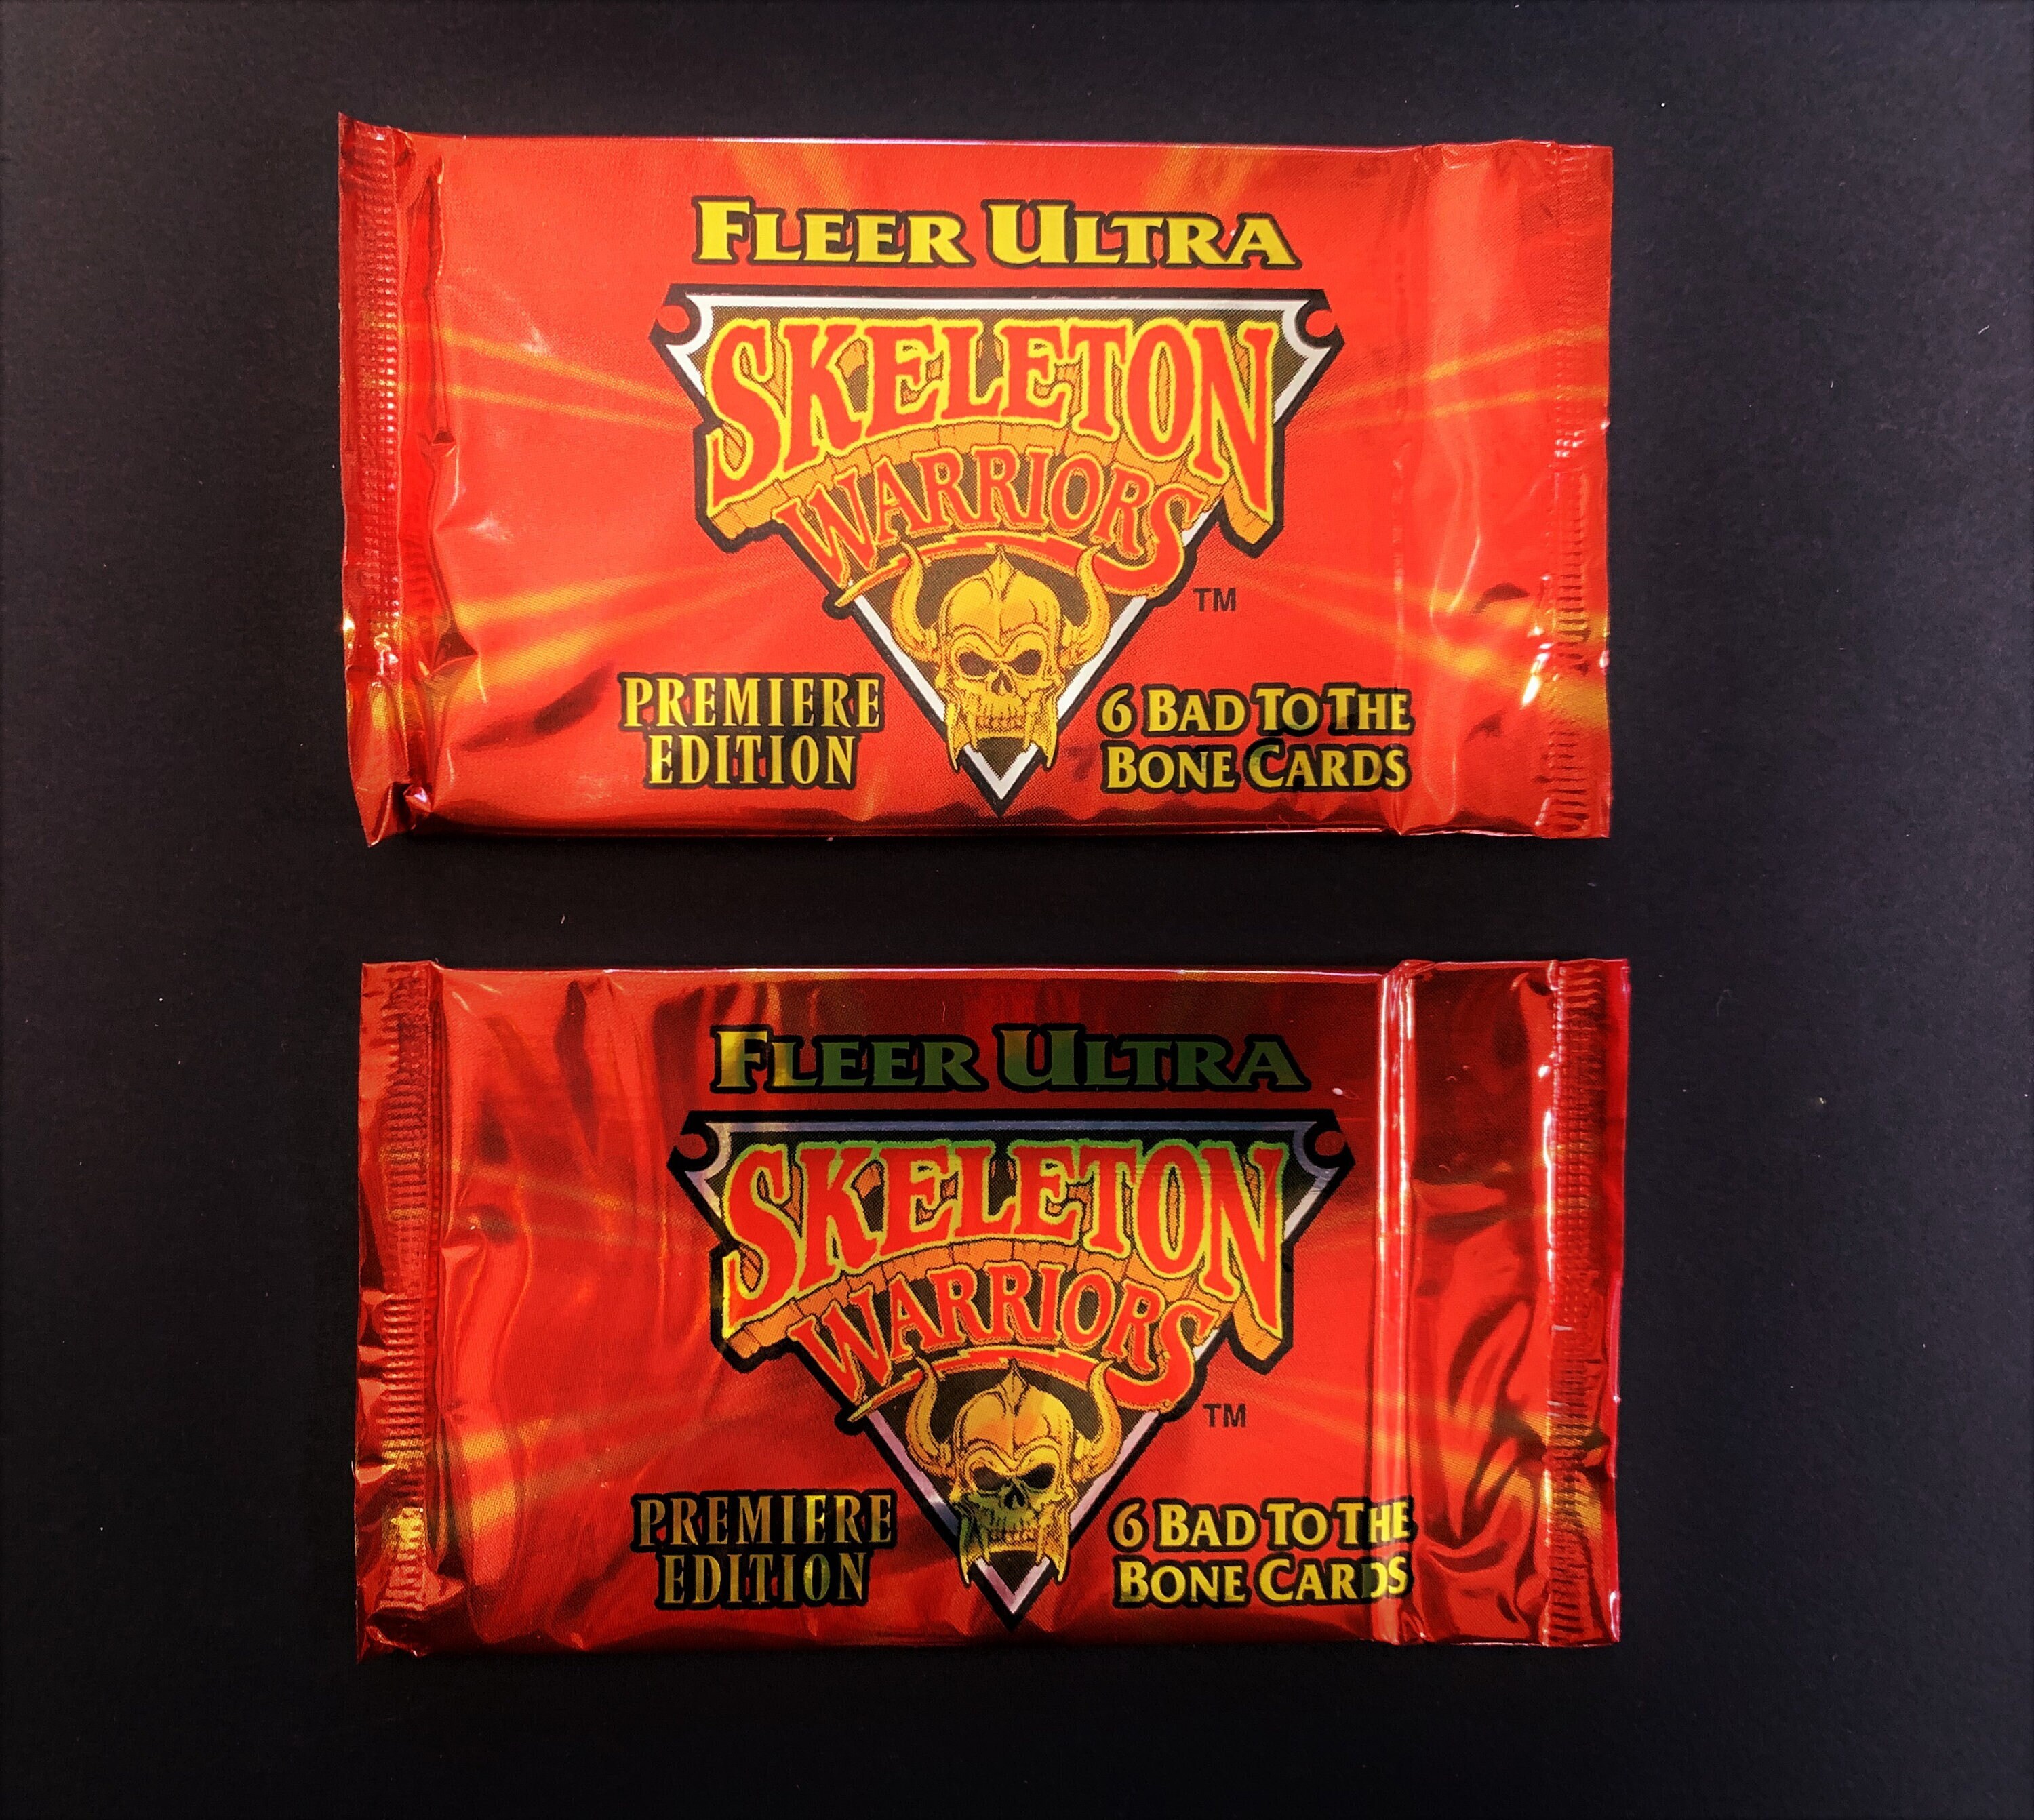 FLEER ULTRA
SKELETON
WARRIORS
TM
PREMIERE
EDITION
6 BAD TO THE
BONE CARDS
FLEER ULTRA
SKELETON
WARRIORS
TM
PREMIERE
EDITION
6 BAD TO THE
BONE CARDS